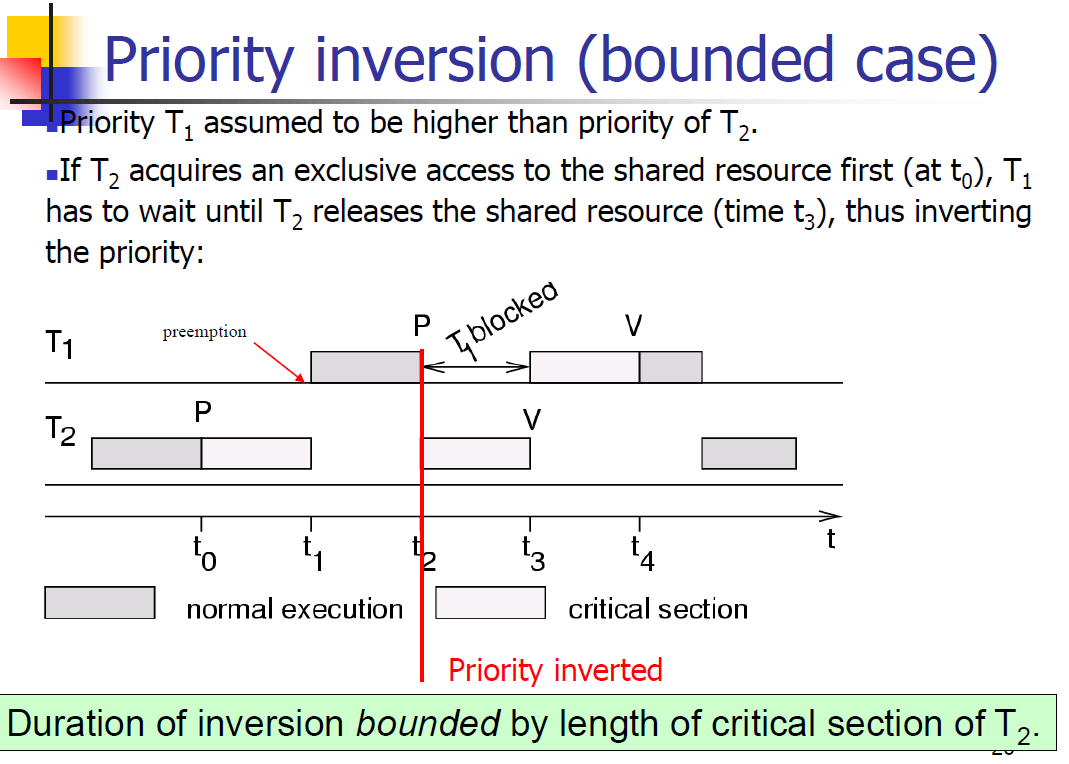 Priority inversion (bounded case)
Priority T1 assumed to be higher than priority of T2.
If T2 acquires an exclusive access to the shared resource first (at t0), T1
has to wait until T2 releases the shared resource (time t3), thus inverting
the priority:
T1
preemption
P
T1 blocked
V
T2
P
V
t0
t1
t2
t3
t4
t
normal execution
critical section
Priority inverted
Duration of inversion bounded by length of critical section of T2.